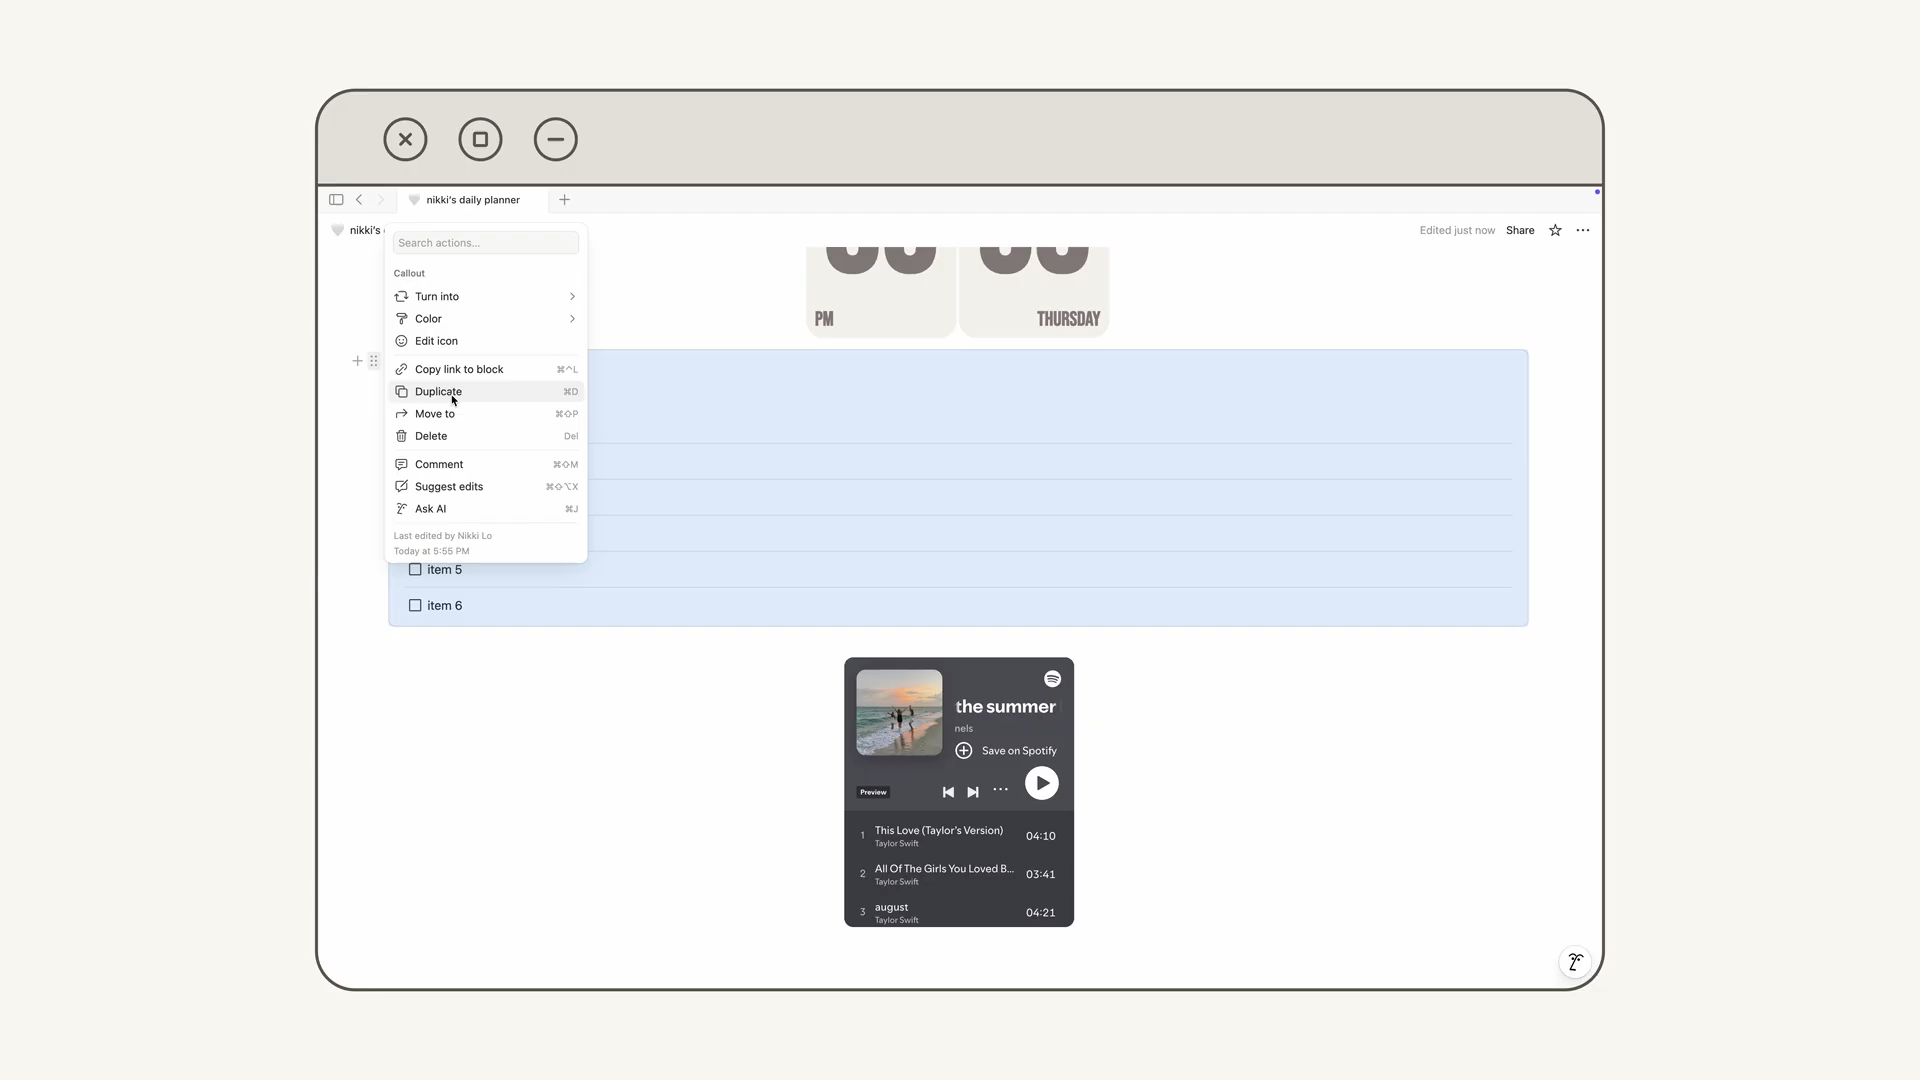 nikki's daily planner
nikki's
Edited just now Share
Search actions...
Callout
Turn into
Color
Edit icon
Copy link to block ⌘^L
Duplicate ⌘D
Move to ⌘⇧P
Delete Del
Comment ⌘⇧M
Suggest edits ⌘⇧⌥X
Ask AI ⌘J
Last edited by Nikki Lo
Today at 5:55 PM
PM THURSDAY
item 5
item 6
the summer
nels
Save on Spotify
Preview
1 This Love (Taylor's Version) 04:10
Taylor Swift
2 All Of The Girls You Loved B... 03:41
Taylor Swift
3 august 04:21
Taylor Swift